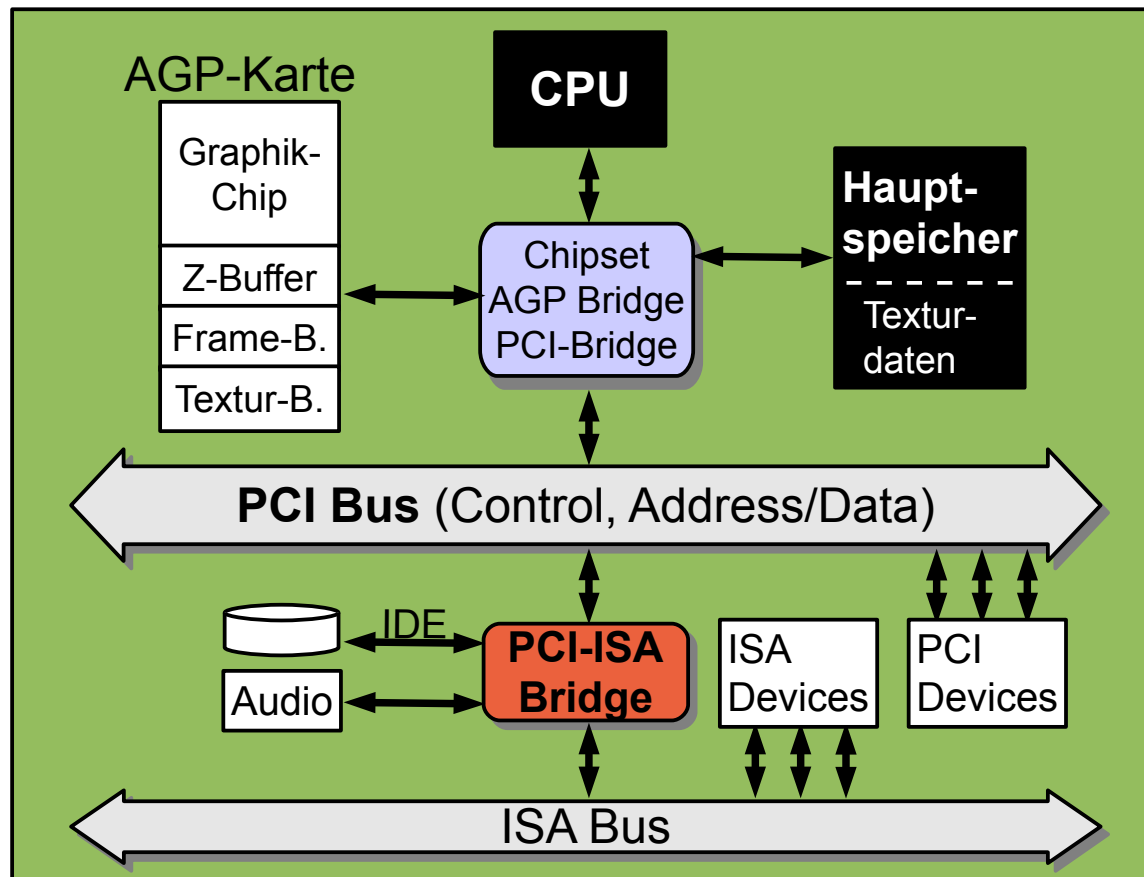 AGP-Karte
Graphik-
Chip
Z-Buffer
Frame-B.
Textur-B.
CPU
Chipset
AGP Bridge
PCI-Bridge
Haupt-
speicher
Textur-
daten
PCI Bus (Control, Address/Data)
IDE
Audio
PCI-ISA
Bridge
ISA
Devices
PCI
Devices
ISA Bus